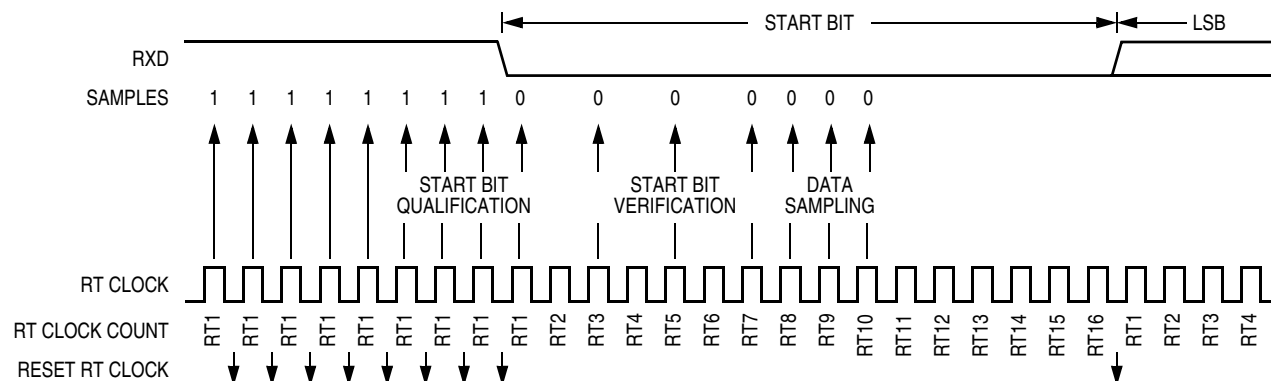 START BIT
LSB
RXD
SAMPLES 1 1 1 1 1 1 1 1 0 0 0 0 0 0 0
START BIT QUALIFICATION
START BIT VERIFICATION
DATA SAMPLING
RT CLOCK
RT CLOCK COUNT RT1 RT1 RT1 RT1 RT1 RT1 RT1 RT1 RT1 RT2 RT3 RT4 RT5 RT6 RT7 RT8 RT9 RT10 RT11 RT12 RT13 RT14 RT15 RT16 RT1 RT2 RT3 RT4
RESET RT CLOCK